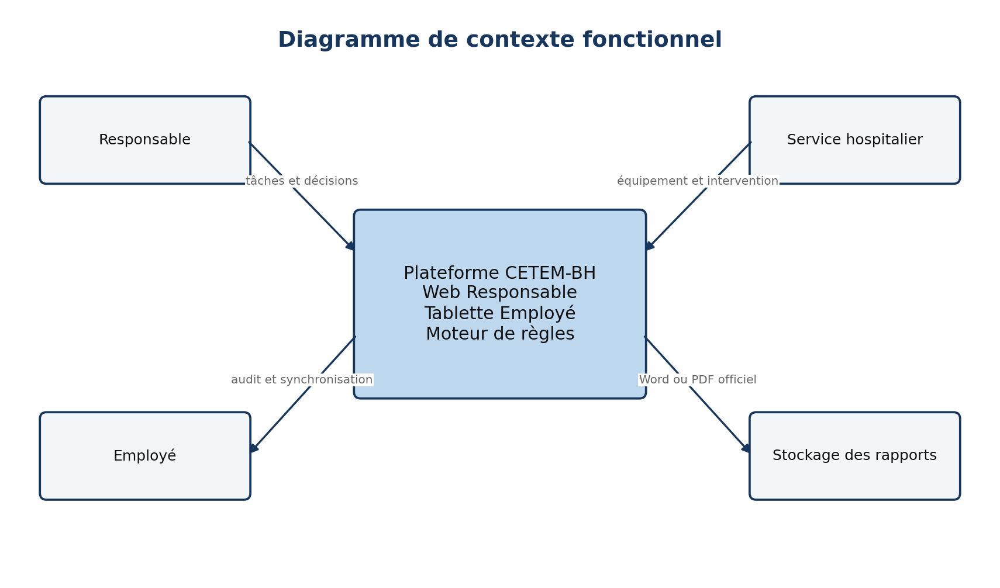 Diagramme de contexte fonctionnel
Responsable
Service hospitalier
tâches et décisions
équipement et intervention
Plateforme CETEM-BH
Web Responsable
Tablette Employé
Moteur de règles
audit et synchronisation
Word ou PDF officiel
Employé
Stockage des rapports